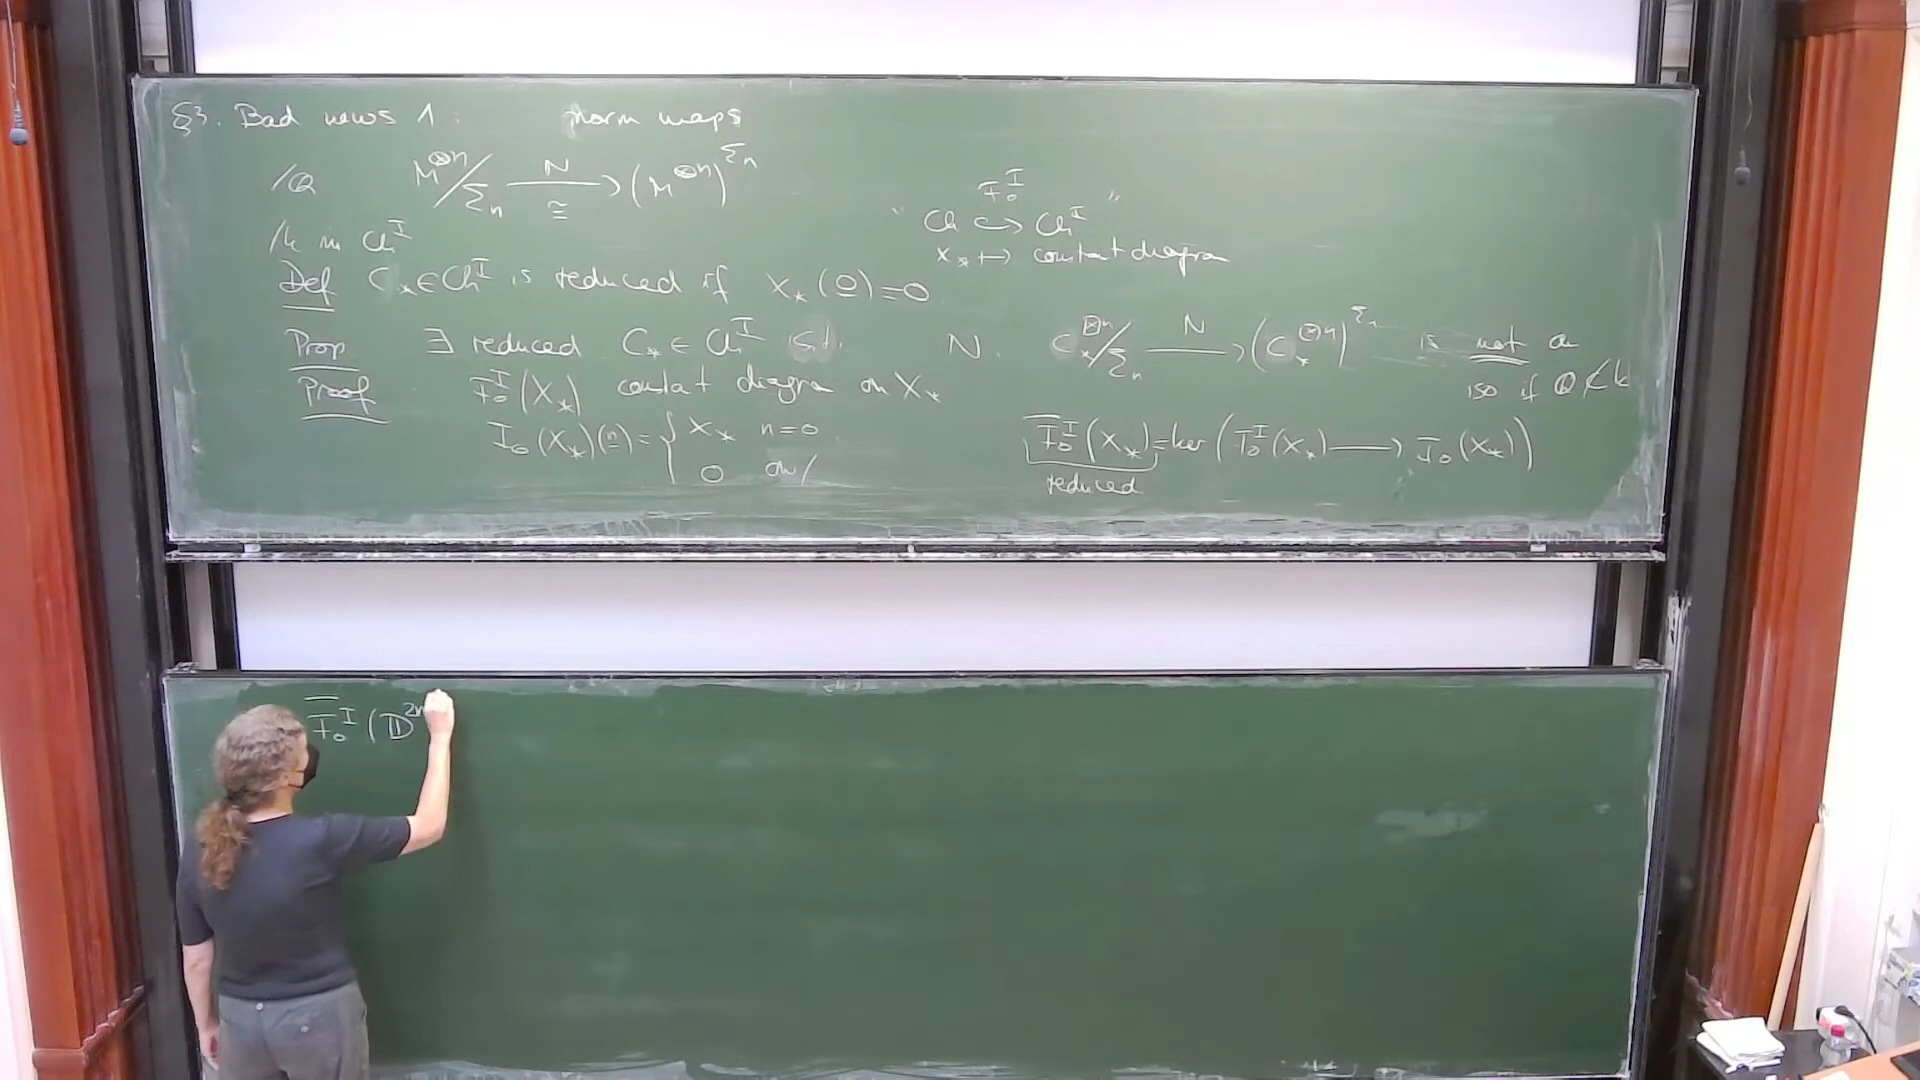 §3. Bad news 1: norm maps
/ℚ M^{⊗n}/Σ_n —N→ ≅ (M^{⊗n})^{Σ_n}
/k in Ch^I
" Ch ↪ Ch^I " F_0^I
X_* ↦ constant diagram
Def C_* ∈ Ch^I is reduced if X_*(0) = 0
Prop ∃ reduced C_* ∈ Ch^I s.t. N: C_*^{⊠n}/Σ_n —N→ (C_*^{⊠n})^{Σ_n} is not an
iso if ℚ ⊄ k
Proof F_0^I(X_*) constat diagram on X_*
I_0(X_*)(n) = { X_* n=0
0 ow/
F̅_0^I(X_*) = ker(F_0^I(X_*) ⟶ I_0(X_*))
reduced
F̅_0^I(𝔻^{2n}